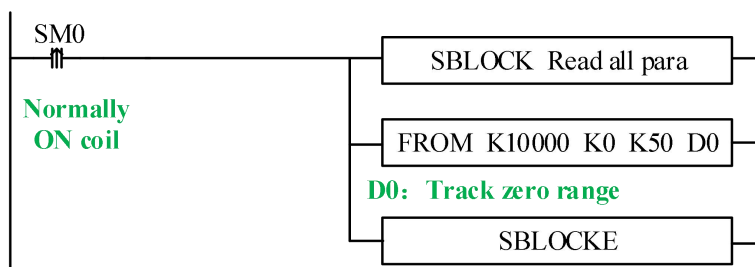 SM0
SBLOCK Read all para
Normally
ON coil
FROM K10000 K0 K50 D0
D0： Track zero range
SBLOCKE